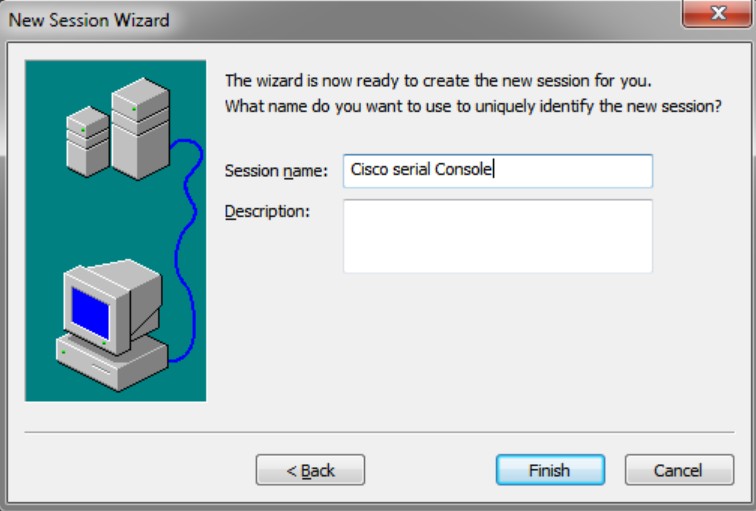 New Session Wizard
The wizard is now ready to create the new session for you.
What name do you want to use to uniquely identify the new session?
Session name: Cisco serial Console
Description:
< Back Finish Cancel